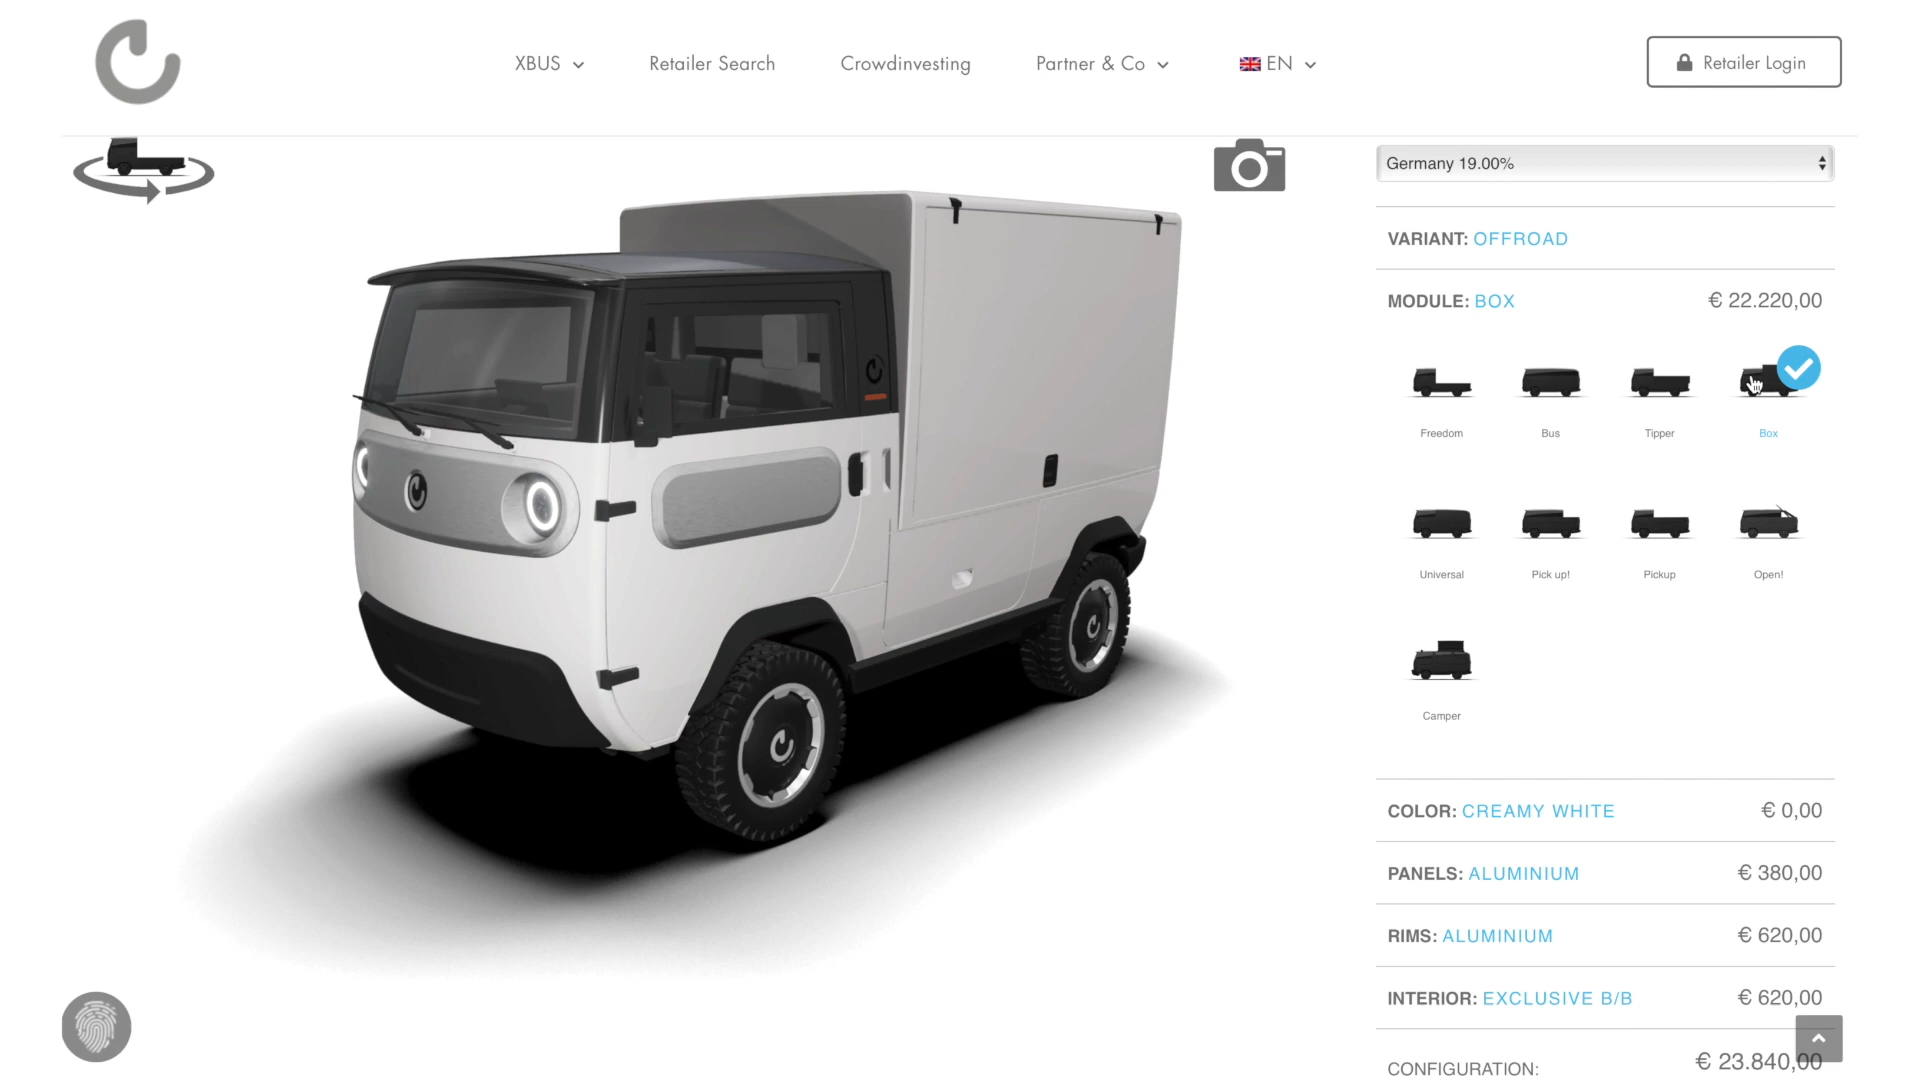 XBUS
Retailer Search
Crowdinvesting
Partner & Co
EN
Retailer Login
Germany 19.00%
VARIANT: OFFROAD
MODULE: BOX € 22.220,00
Freedom
Bus
Tipper
Box
Universal
Pick up!
Pickup
Open!
Camper
COLOR: CREAMY WHITE € 0,00
PANELS: ALUMINIUM € 380,00
RIMS: ALUMINIUM € 620,00
INTERIOR: EXCLUSIVE B/B € 620,00
CONFIGURATION: € 23.840,00